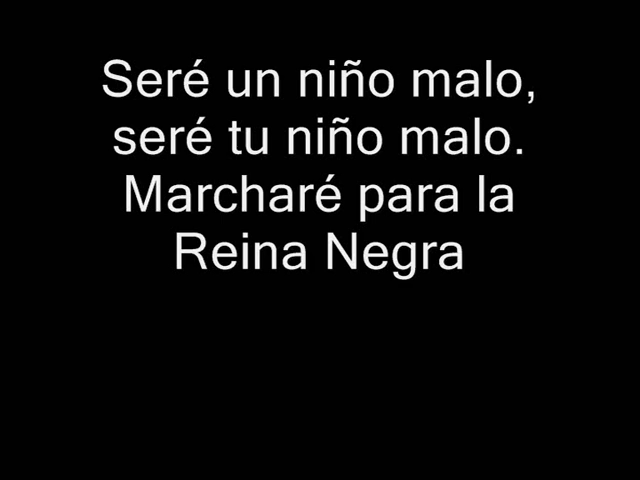 Seré un niño malo,
seré tu niño malo.
Marcharé para la
Reina Negra